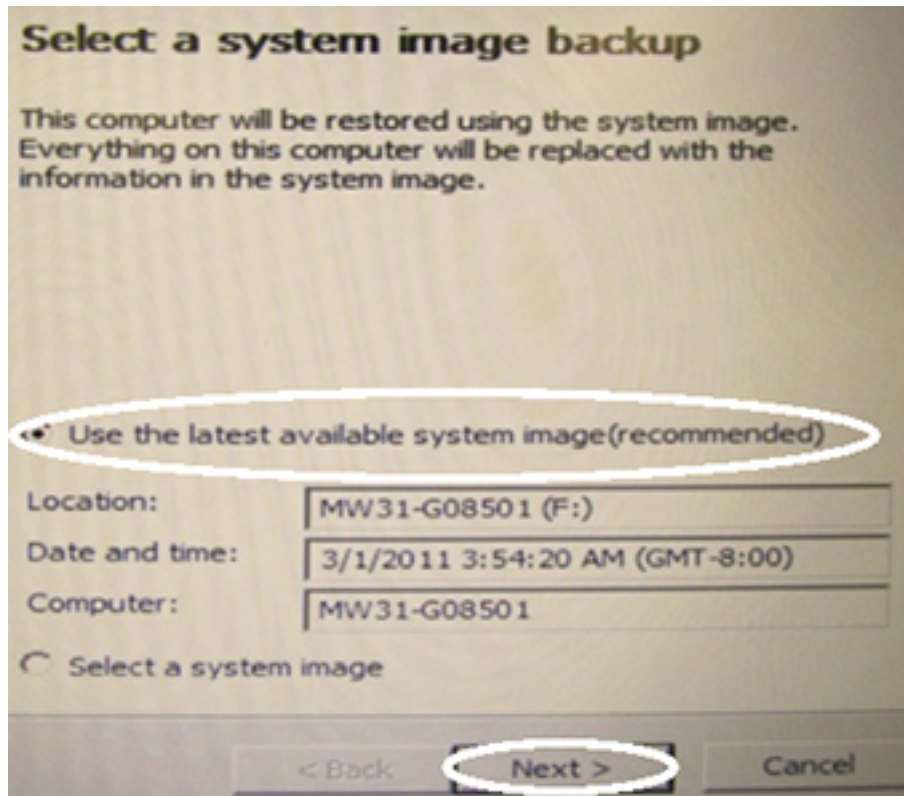 Select a system image backup
This computer will be restored using the system image.
Everything on this computer will be replaced with the
information in the system image.
Use the latest available system image(recommended)
Location: MW31-G08501 (F:)
Date and time: 3/1/2011 3:54:20 AM (GMT-8:00)
Computer: MW31-G08501
Select a system image
< Back Next > Cancel